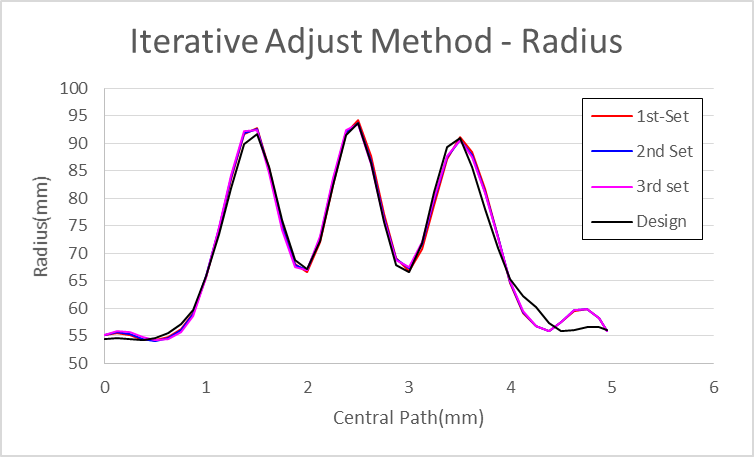 Iterative Adjust Method - Radius
100
95
90
85
80
75
70
65
60
55
50
Radius(mm)
1st-Set
2nd Set
3rd set
Design
0 1 2 3 4 5 6
Central Path(mm)